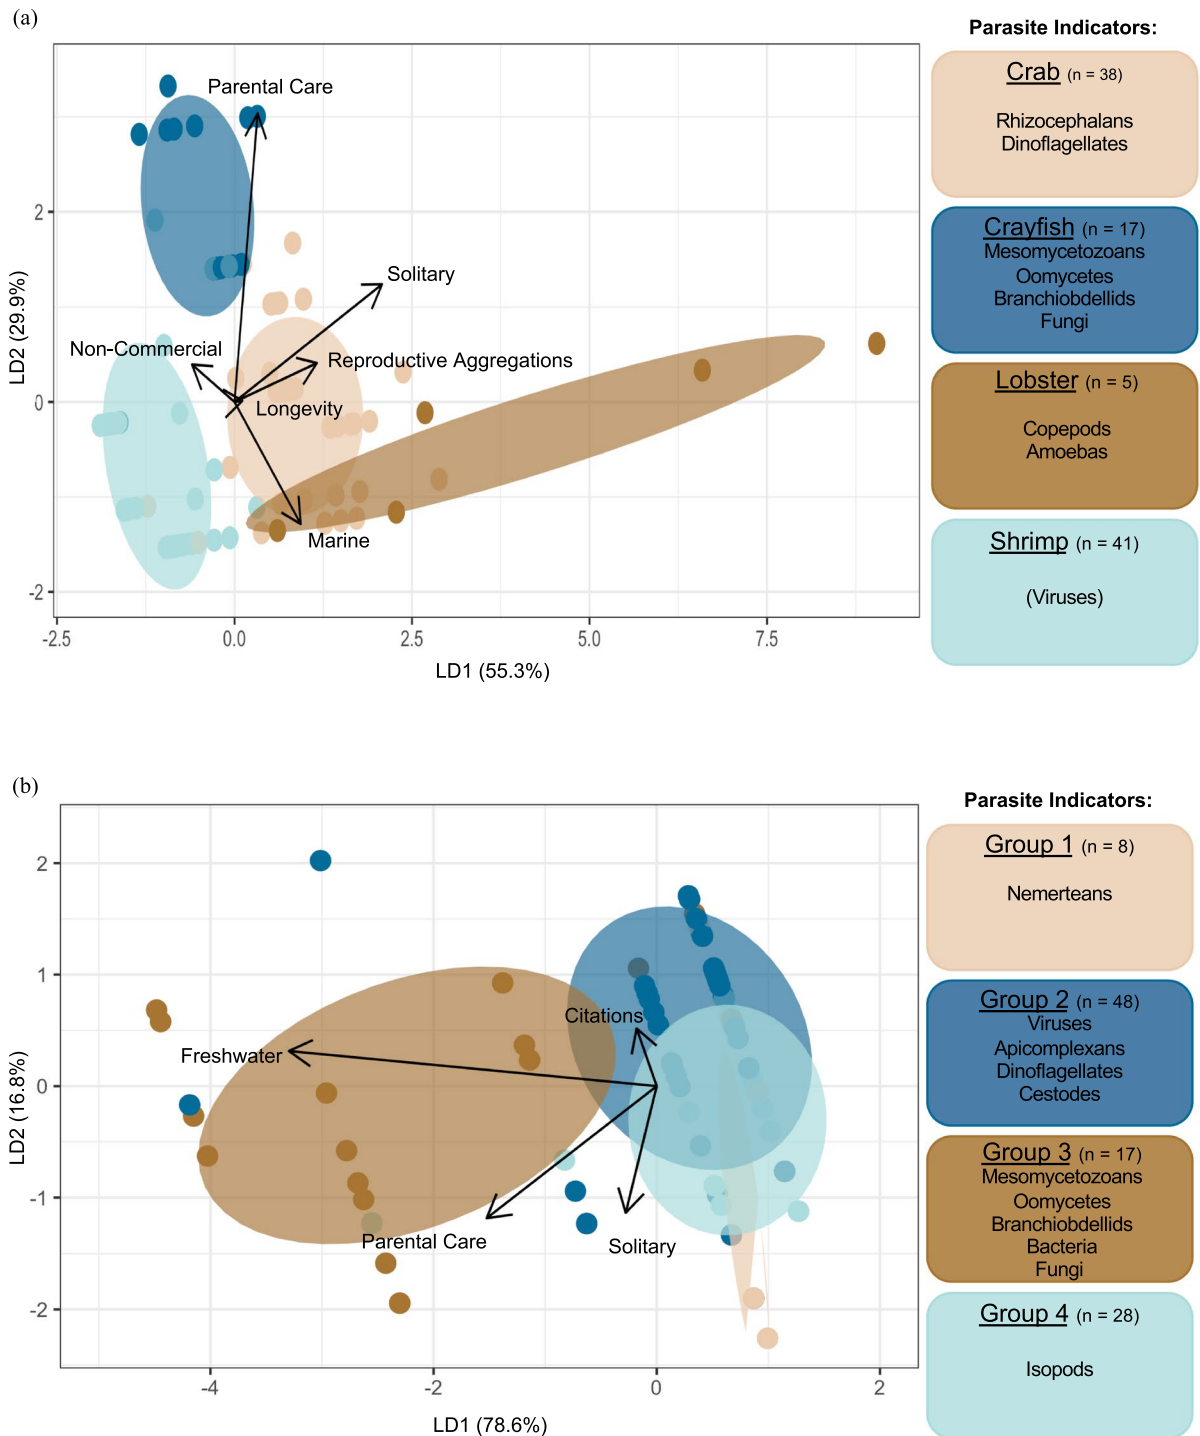 (a)
Parasite Indicators:
Crab (n = 38)
Rhizocephalans
Dinoflagellates
Crayfish (n = 17)
Mesomycetozoans
Oomycetes
Branchiobdellids
Fungi
Lobster (n = 5)
Copepods
Amoebas
Shrimp (n = 41)
(Viruses)
Parental Care
Solitary
Non-Commercial
Reproductive Aggregations
Longevity
Marine
LD2 (29.9%)
2
0
-2
-2.5
0.0
2.5
5.0
7.5
LD1 (55.3%)
(b)
Parasite Indicators:
Group 1 (n = 8)
Nemerteans
Group 2 (n = 48)
Viruses
Apicomplexans
Dinoflagellates
Cestodes
Group 3 (n = 17)
Mesomycetozoans
Oomycetes
Branchiobdellids
Bacteria
Fungi
Group 4 (n = 28)
Isopods
Citations
Freshwater
Parental Care
Solitary
LD2 (16.8%)
2
1
0
-1
-2
-4
-2
0
2
LD1 (78.6%)